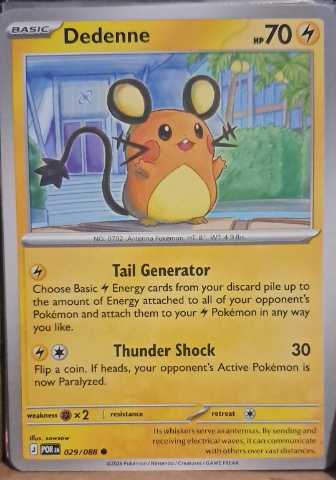 BASIC
Dedenne
HP 70
NO. 0702 Antenna Pokémon HT: 8" WT: 4.9 lbs.
Tail Generator
Choose Basic Energy cards from your discard pile up to
the amount of Energy attached to all of your opponent's
Pokémon and attach them to your Pokémon in any way
you like.
Thunder Shock 30
Flip a coin. If heads, your opponent's Active Pokémon is
now Paralyzed.
weakness ×2 resistance retreat
Illus. sowsow
J POR EN 029/088
Its whiskers serve as antennas. By sending and
receiving electrical waves, it can communicate
with others over vast distances.
©2026 Pokémon / Nintendo / Creatures / GAME FREAK